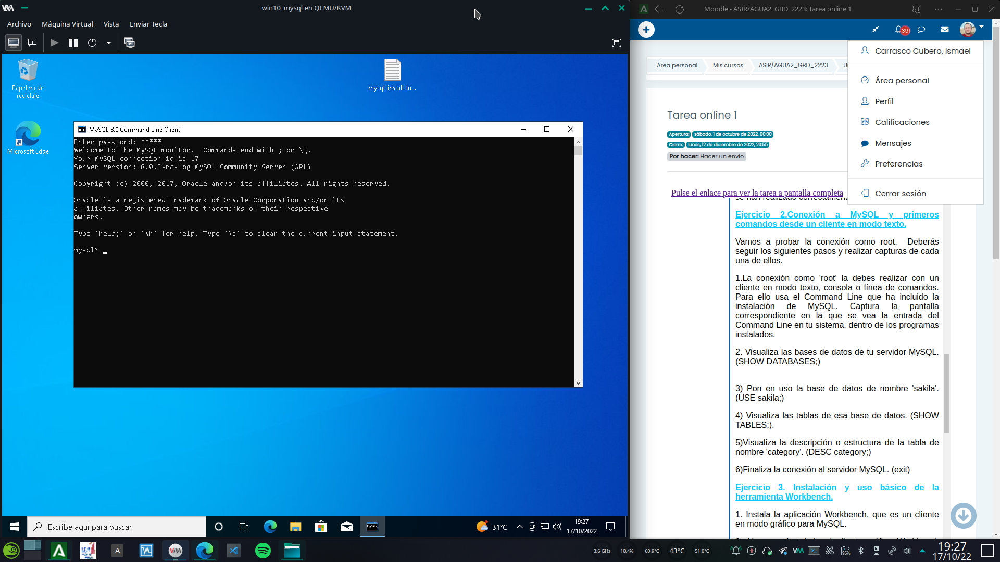 win10_mysql en QEMU/KVM
Archivo Máquina Virtual Vista Enviar Tecla
Papelera de reciclaje
mysql_install_lo...
Microsoft Edge
MySQL 8.0 Command Line Client
Enter password: *****
Welcome to the MySQL monitor.  Commands end with ; or \g.
Your MySQL connection id is 17
Server version: 8.0.3-rc-log MySQL Community Server (GPL)
Copyright (c) 2000, 2017, Oracle and/or its affiliates. All rights reserved.
Oracle is a registered trademark of Oracle Corporation and/or its
affiliates. Other names may be trademarks of their respective
owners.
Type 'help;' or '\h' for help. Type '\c' to clear the current input statement.
mysql> _
Escribe aquí para buscar
31°C
19:27
17/10/2022
Moodle - ASIR/AGUA2_GBD_2223: Tarea online 1
391
Área personal Mis cursos ASIR/AGUA2_GBD_2223 U
Carrasco Cubero, Ismael
Área personal
Perfil
Calificaciones
Mensajes
Preferencias
Cerrar sesión
Tarea online 1
Apertura: sábado, 1 de octubre de 2022, 00:00
Cierre: lunes, 12 de diciembre de 2022, 23:55
Por hacer: Hacer un envío
Pulse el enlace para ver la tarea a pantalla completa
se han realizado correctament
Ejercicio 2.Conexión a MySQL y primeros
comandos desde un cliente en modo texto.
Vamos a probar la conexión como root.  Deberás
seguir los siguientes pasos y realizar capturas de cada
una de ellos.
1.La conexión como 'root' la debes realizar con un
cliente en modo texto, consola o línea de comandos.
Para ello usa el Command Line que ha incluido la
instalación de MySQL. Captura la pantalla
correspondiente en la que se vea la entrada del
Command Line en tu sistema, dentro de los programas
instalados.
2. Visualiza las bases de datos de tu servidor MySQL.
(SHOW DATABASES;)
3) Pon en uso la base de datos de nombre 'sakila'.
(USE sakila;)
4) Visualiza las tablas de esa base de datos. (SHOW
TABLES;).
5)Visualiza la descripción o estructura de la tabla de
nombre 'category'. (DESC category;)
6)Finaliza la conexión al servidor MySQL. (exit)
Ejercicio 3. Instalación y uso básico de la
herramienta Workbench.
1. Instala la aplicación Workbench, que es un cliente
en modo gráfico para MySQL.
3,6 GHz 10,4% 60,9°C 43°C 51,0°C
96%
19:27
17/10/22